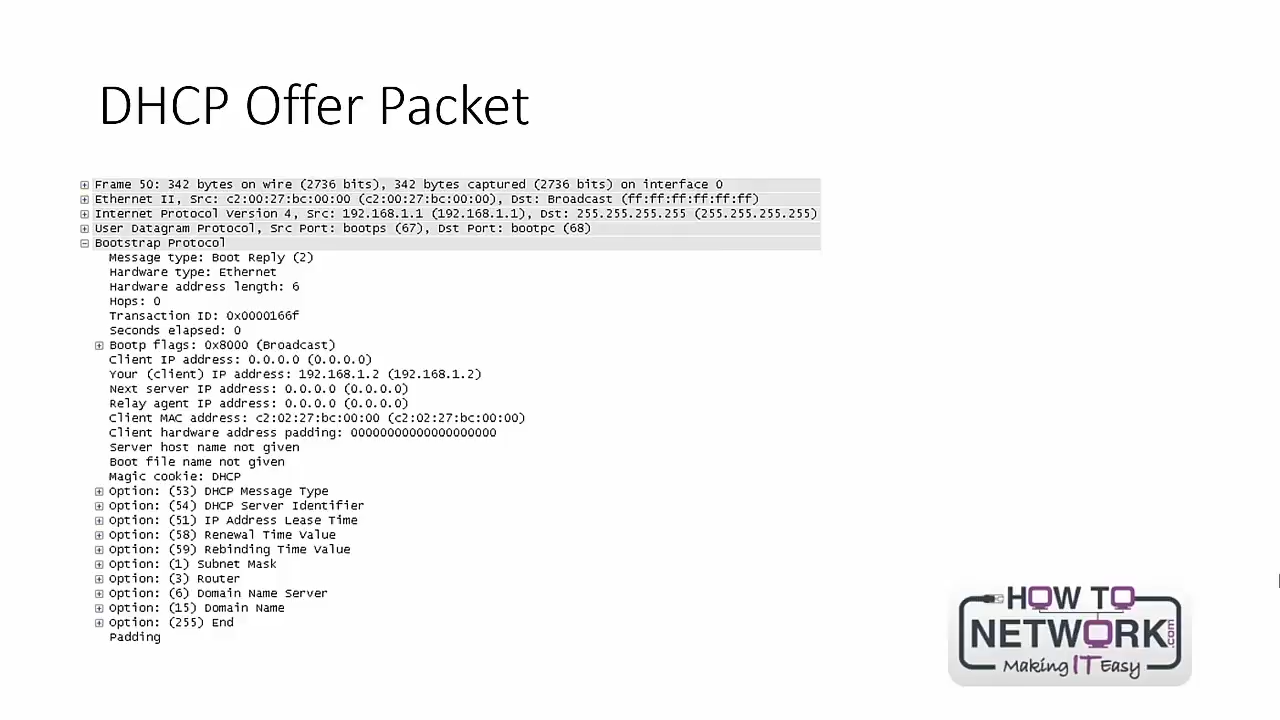 DHCP Offer Packet
Frame 50: 342 bytes on wire (2736 bits), 342 bytes captured (2736 bits) on interface 0
Ethernet II, Src: c2:00:27:bc:00:00 (c2:00:27:bc:00:00), Dst: Broadcast (ff:ff:ff:ff:ff:ff)
Internet Protocol Version 4, Src: 192.168.1.1 (192.168.1.1), Dst: 255.255.255.255 (255.255.255.255)
User Datagram Protocol, Src Port: bootps (67), Dst Port: bootpc (68)
Bootstrap Protocol
Message type: Boot Reply (2)
Hardware type: Ethernet
Hardware address length: 6
Hops: 0
Transaction ID: 0x0000166f
Seconds elapsed: 0
Bootp flags: 0x8000 (Broadcast)
Client IP address: 0.0.0.0 (0.0.0.0)
Your (client) IP address: 192.168.1.2 (192.168.1.2)
Next server IP address: 0.0.0.0 (0.0.0.0)
Relay agent IP address: 0.0.0.0 (0.0.0.0)
Client MAC address: c2:02:27:bc:00:00 (c2:02:27:bc:00:00)
Client hardware address padding: 00000000000000000000
Server host name not given
Boot file name not given
Magic cookie: DHCP
Option: (53) DHCP Message Type
Option: (54) DHCP Server Identifier
Option: (51) IP Address Lease Time
Option: (58) Renewal Time Value
Option: (59) Rebinding Time Value
Option: (1) Subnet Mask
Option: (3) Router
Option: (6) Domain Name Server
Option: (15) Domain Name
Option: (255) End
Padding
HOW TO
NETWORK.com
Making IT Easy